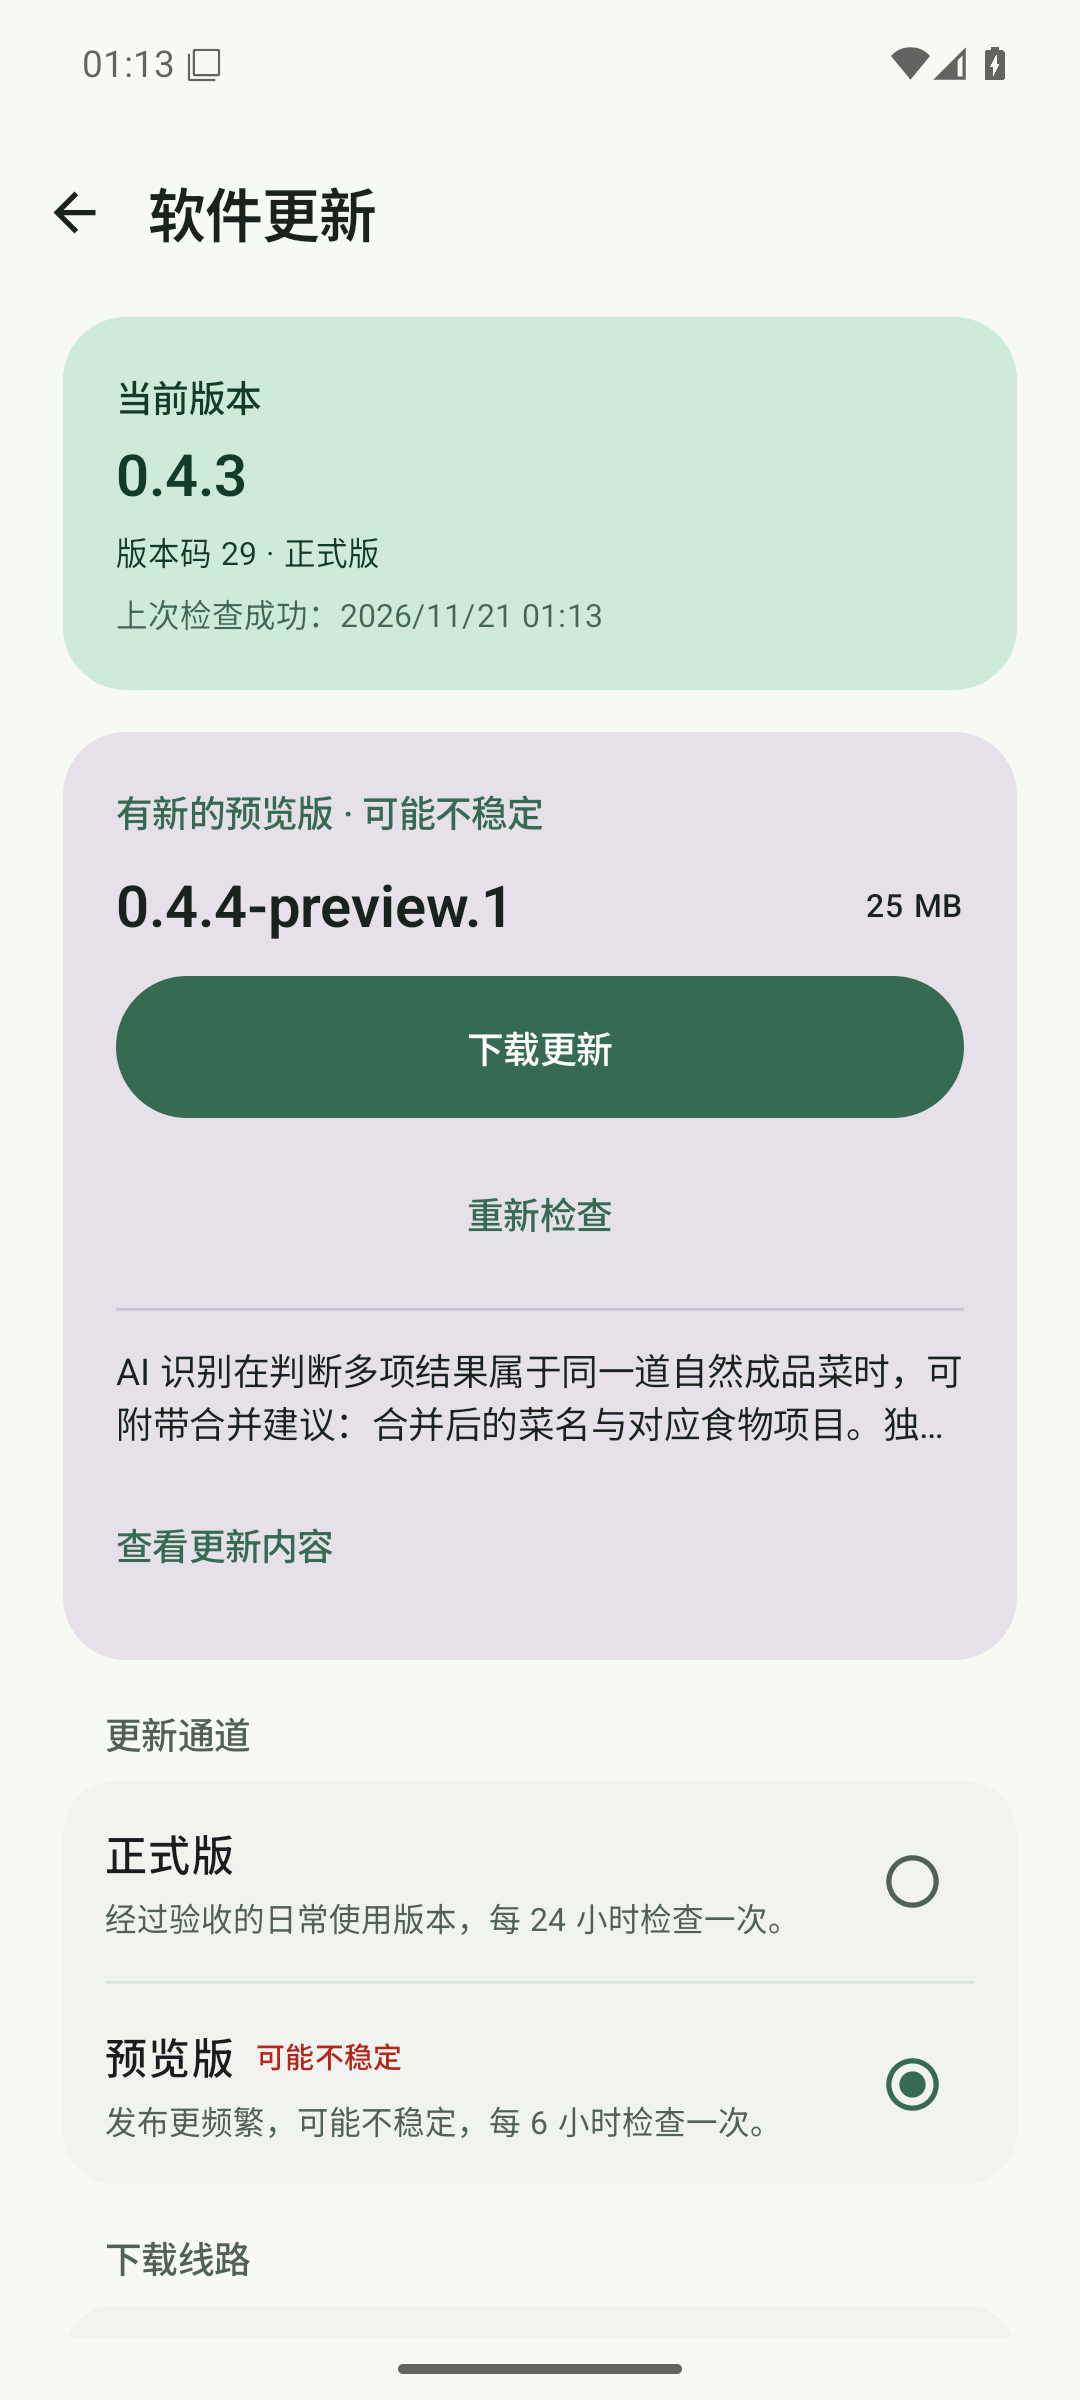 01:13
软件更新
当前版本
0.4.3
版本码 29 · 正式版
上次检查成功：2026/11/21 01:13
有新的预览版 · 可能不稳定
0.4.4-preview.1
25 MB
下载更新
重新检查
AI 识别在判断多项结果属于同一道自然成品菜时，可
附带合并建议：合并后的菜名与对应食物项目。独…
查看更新内容
更新通道
正式版
经过验收的日常使用版本，每 24 小时检查一次。
预览版 可能不稳定
发布更频繁，可能不稳定，每 6 小时检查一次。
下载线路